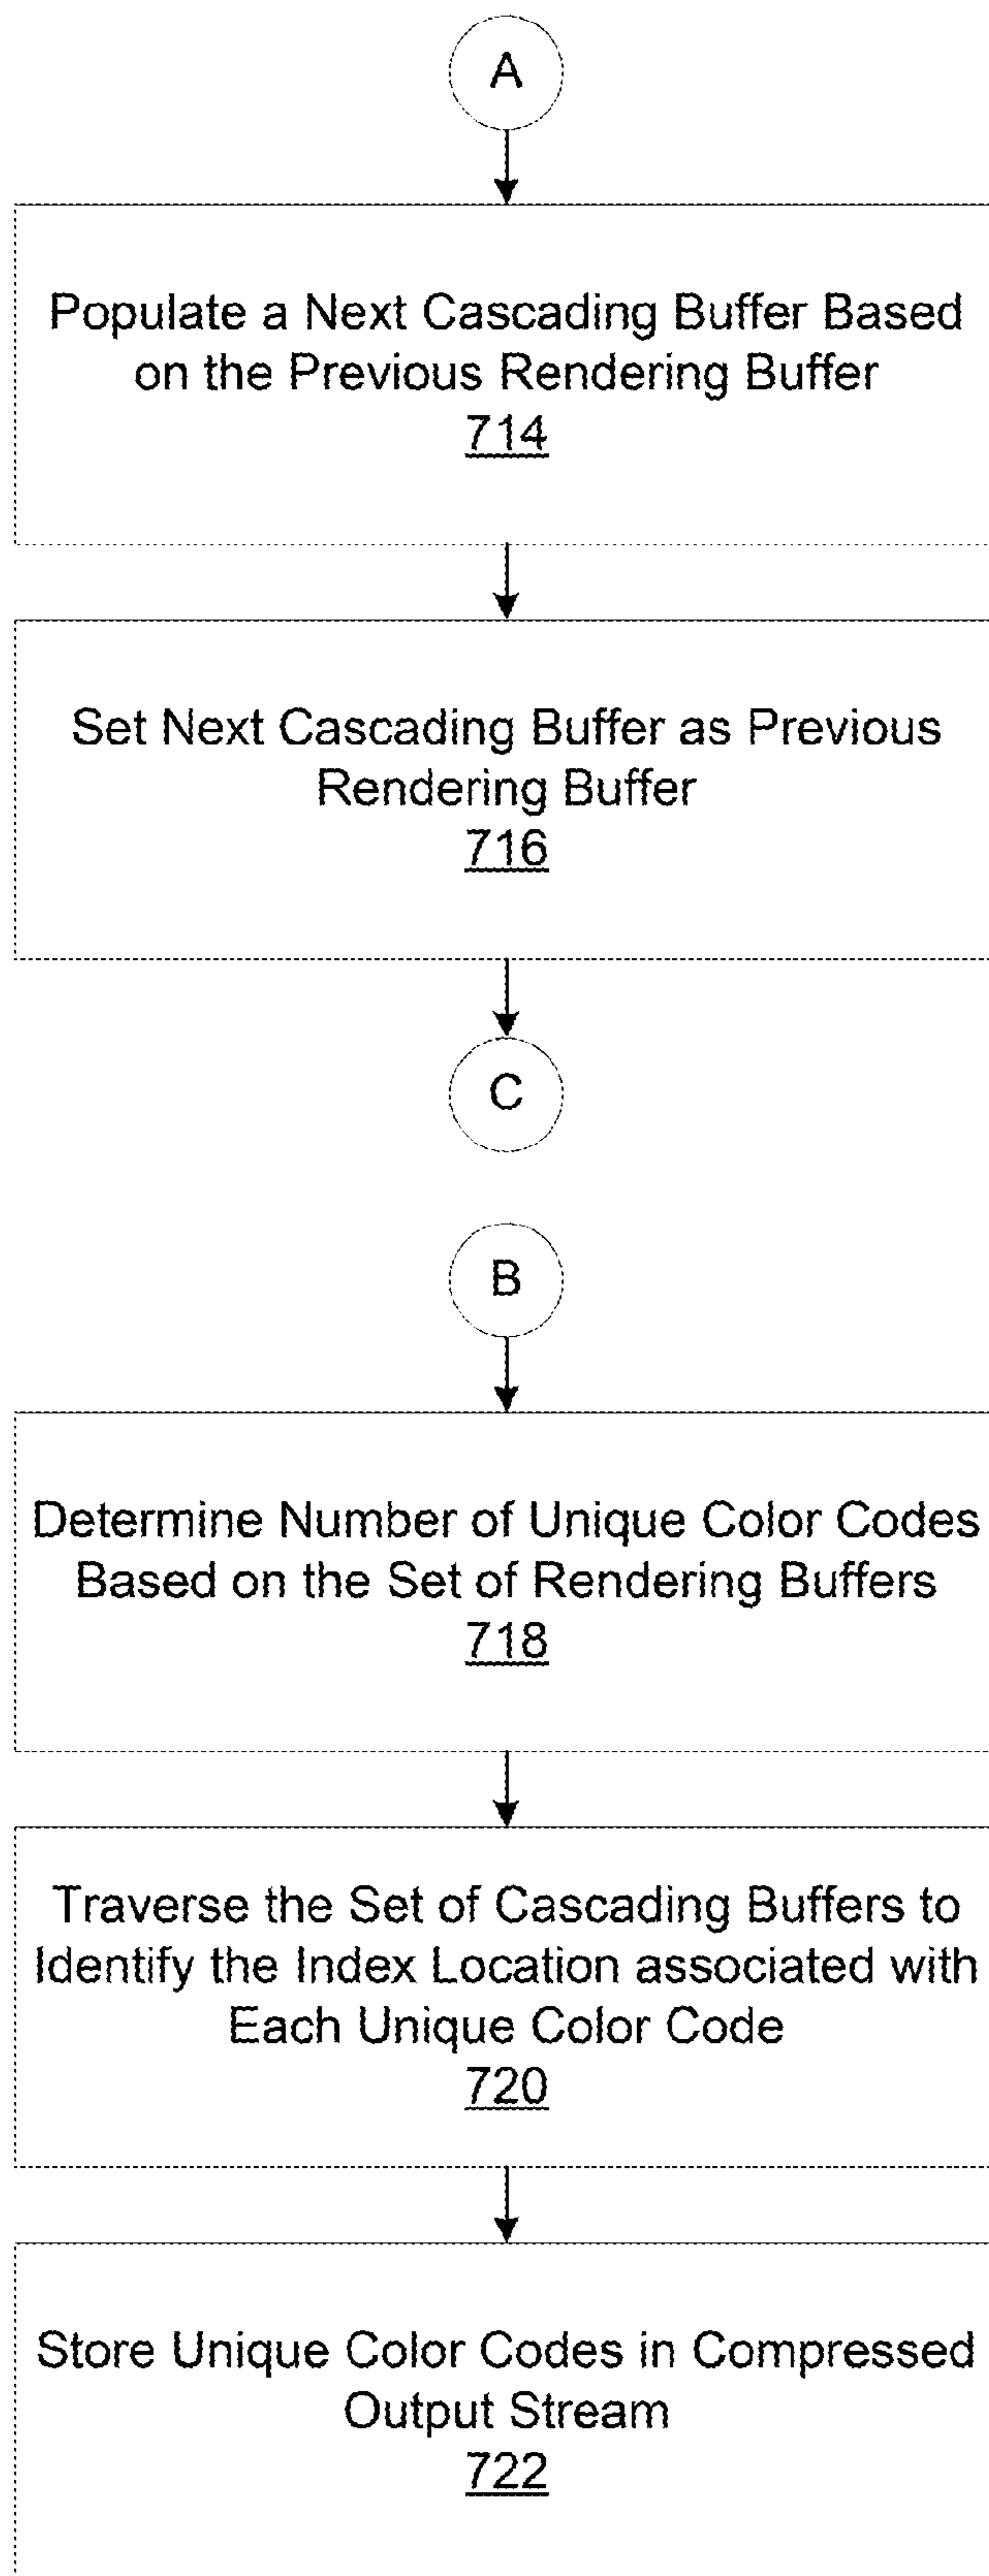 A
Populate a Next Cascading Buffer Based
on the Previous Rendering Buffer
714
Set Next Cascading Buffer as Previous
Rendering Buffer
716
C
B
Determine Number of Unique Color Codes
Based on the Set of Rendering Buffers
718
Traverse the Set of Cascading Buffers to
Identify the Index Location associated with
Each Unique Color Code
720
Store Unique Color Codes in Compressed
Output Stream
722